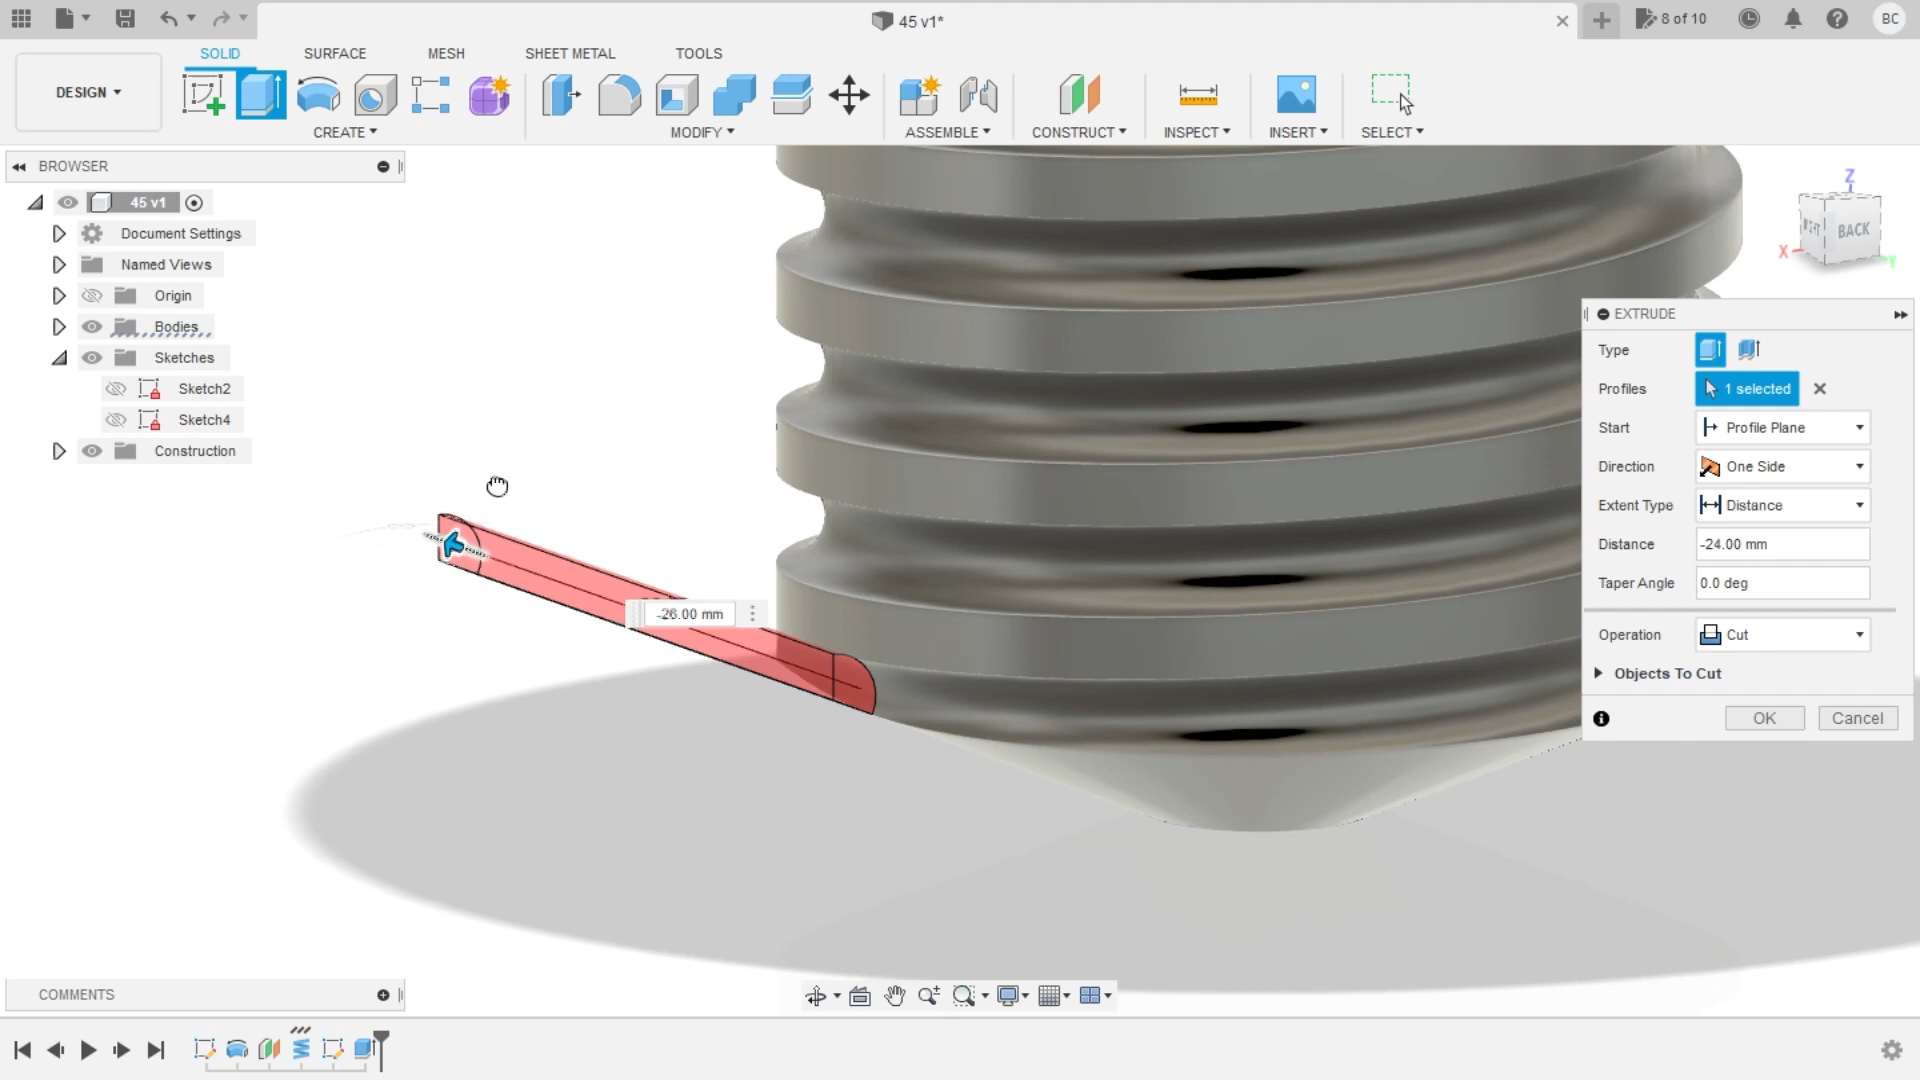 45 v1*
8 of 10
BC
DESIGN
SOLID
SURFACE
MESH
SHEET METAL
TOOLS
CREATE
MODIFY
ASSEMBLE
CONSTRUCT
INSPECT
INSERT
SELECT
BROWSER
45 v1
Document Settings
Named Views
Origin
Bodies
Sketches
Sketch2
Sketch4
Construction
Z
BACK
X
Y
-26.00 mm
EXTRUDE
Type
Profiles
1 selected
Start
Profile Plane
Direction
One Side
Extent Type
Distance
Distance
-24.00 mm
Taper Angle
0.0 deg
Operation
Cut
Objects To Cut
OK
Cancel
COMMENTS